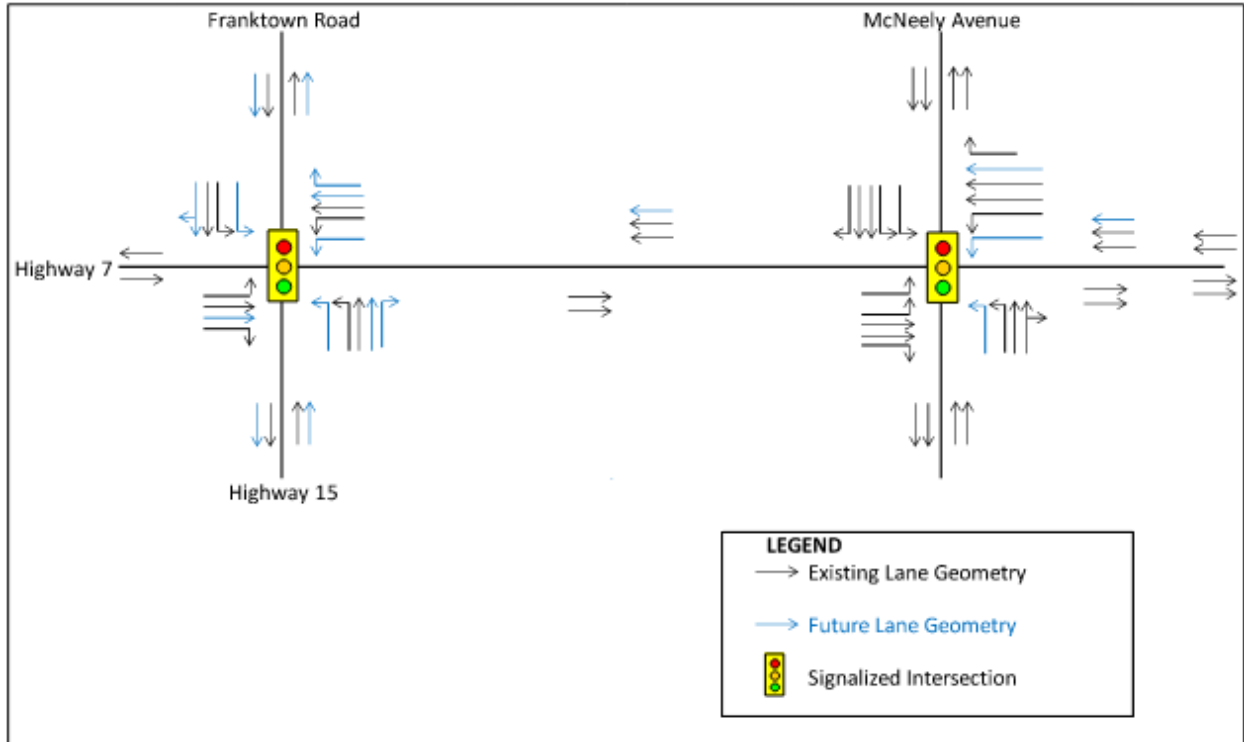 Franktown Road
McNeely Avenue
Highway 7
Highway 15
LEGEND
Existing Lane Geometry
Future Lane Geometry
Signalized Intersection